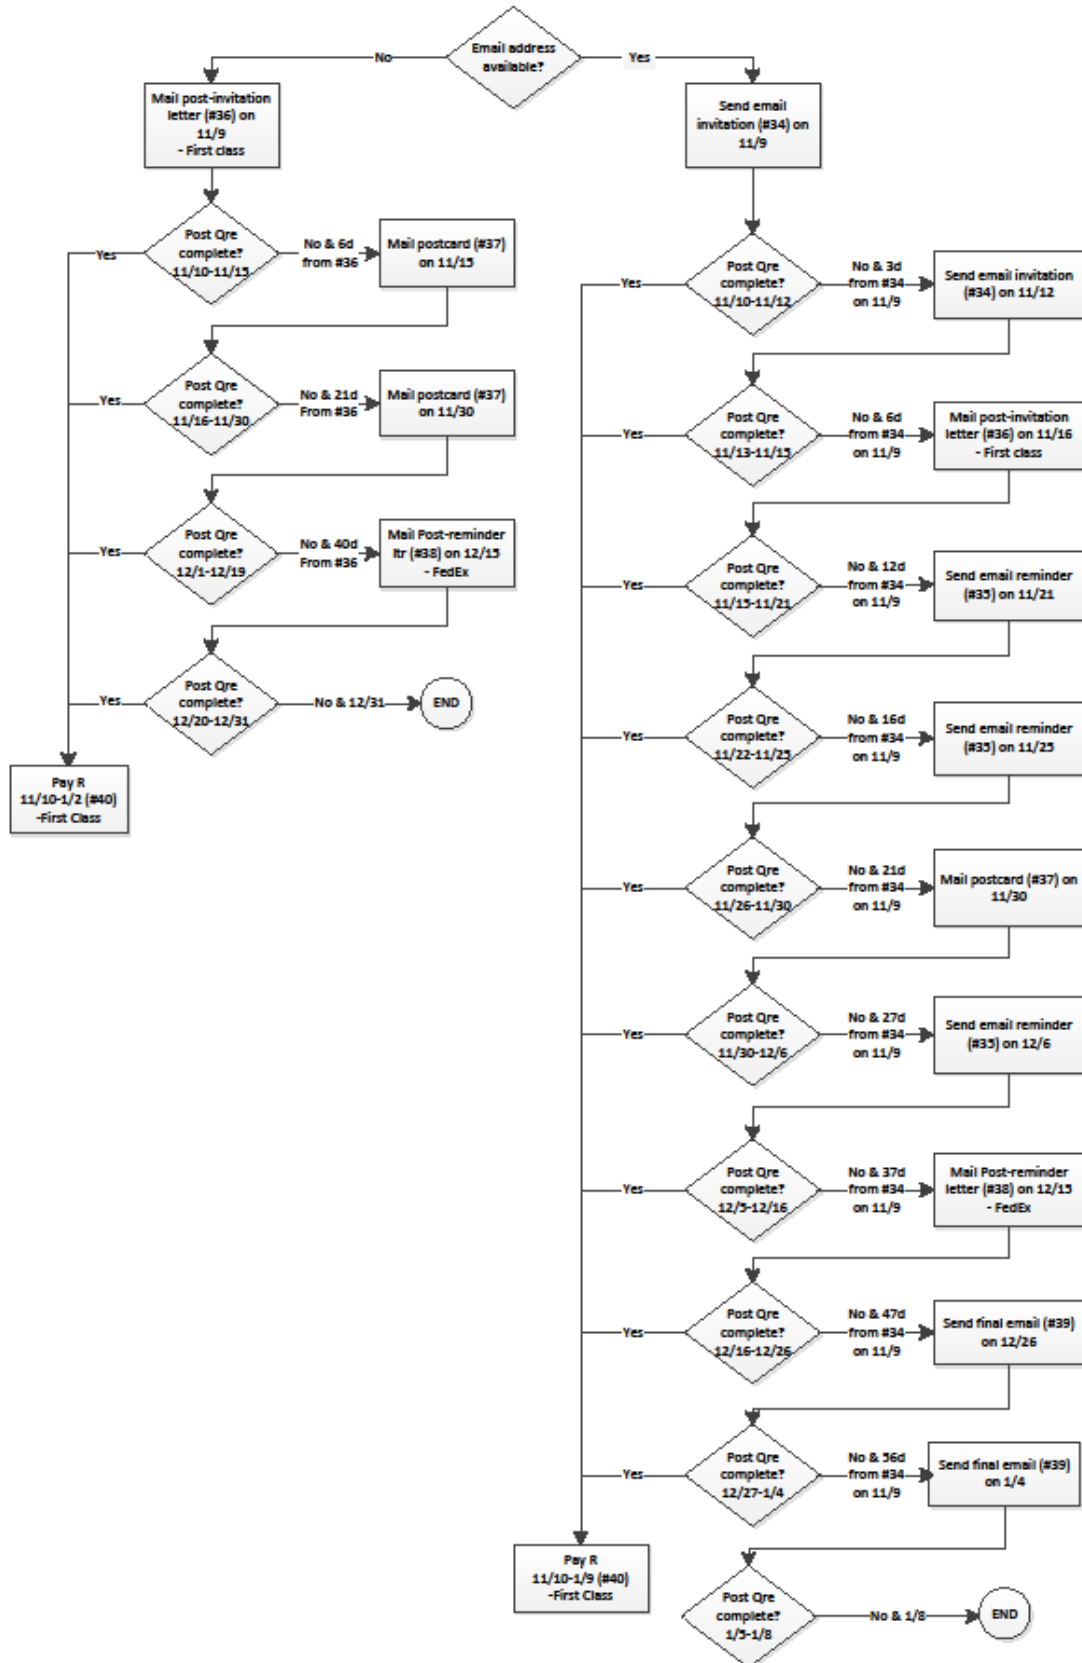 Email address
available?
No
Yes
Mail post-invitation
letter (#36) on
11/9
- First class
Post Qre
complete?
11/10-11/15
Yes
No & 6d
from #36
Mail postcard (#37)
on 11/15
Post Qre
complete?
11/16-11/30
Yes
No & 21d
From #36
Mail postcard (#37)
on 11/30
Post Qre
complete?
12/1-12/19
Yes
No & 40d
From #36
Mail Post-reminder
ltr (#38) on 12/15
- FedEx
Post Qre
complete?
12/20-12/31
Yes
No & 12/31
END
Pay R
11/10-1/2 (#40)
-First Class
Send email
invitation (#34) on
11/9
Post Qre
complete?
11/10-11/12
Yes
No & 3d
from #34
on 11/9
Send email invitation
(#34) on 11/12
Post Qre
complete?
11/13-11/15
Yes
No & 6d
from #34
on 11/9
Mail post-invitation
letter (#36) on 11/16
- First class
Post Qre
complete?
11/15-11/21
Yes
No & 12d
from #34
on 11/9
Send email reminder
(#35) on 11/21
Post Qre
complete?
11/22-11/25
Yes
No & 16d
from #34
on 11/9
Send email reminder
(#35) on 11/25
Post Qre
complete?
11/26-11/30
Yes
No & 21d
from #34
on 11/9
Mail postcard (#37) on
11/30
Post Qre
complete?
11/30-12/6
Yes
No & 27d
from #34
on 11/9
Send email reminder
(#35) on 12/6
Post Qre
complete?
12/5-12/16
Yes
No & 37d
from #34
on 11/9
Mail Post-reminder
letter (#38) on 12/15
- FedEx
Post Qre
complete?
12/16-12/26
Yes
No & 47d
from #34
on 11/9
Send final email (#39)
on 12/26
Post Qre
complete?
12/27-1/4
Yes
No & 56d
from #34
on 11/9
Send final email (#39)
on 1/4
Pay R
11/10-1/9 (#40)
-First Class
Post Qre
complete?
1/5-1/8
No & 1/8
END